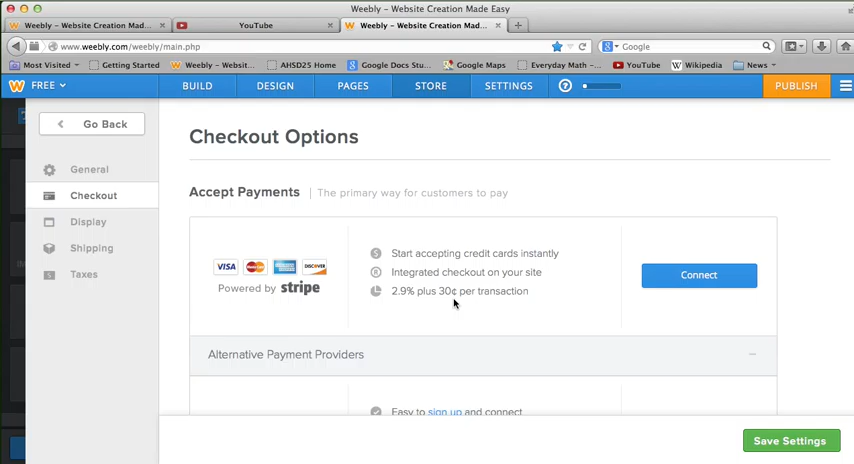 Weebly - Website Creation Made Easy
Weebly - Website Creation Mad...
YouTube
Weebly - Website Creation Mad...
www.weebly.com/weebly/main.php
Google
Most Visited
Getting Started
Weebly - Websit...
AHSD25 Home
Google Docs Stu...
Google Maps
Everyday Math -...
YouTube
Wikipedia
News
FREE
BUILD
DESIGN
PAGES
STORE
SETTINGS
PUBLISH
Go Back
General
Checkout
Display
Shipping
Taxes
Checkout Options
Accept Payments | The primary way for customers to pay
VISA
MasterCard
DISCOVER
Powered by stripe
Start accepting credit cards instantly
Integrated checkout on your site
2.9% plus 30¢ per transaction
Connect
Alternative Payment Providers
Easy to sign up and connect
Save Settings